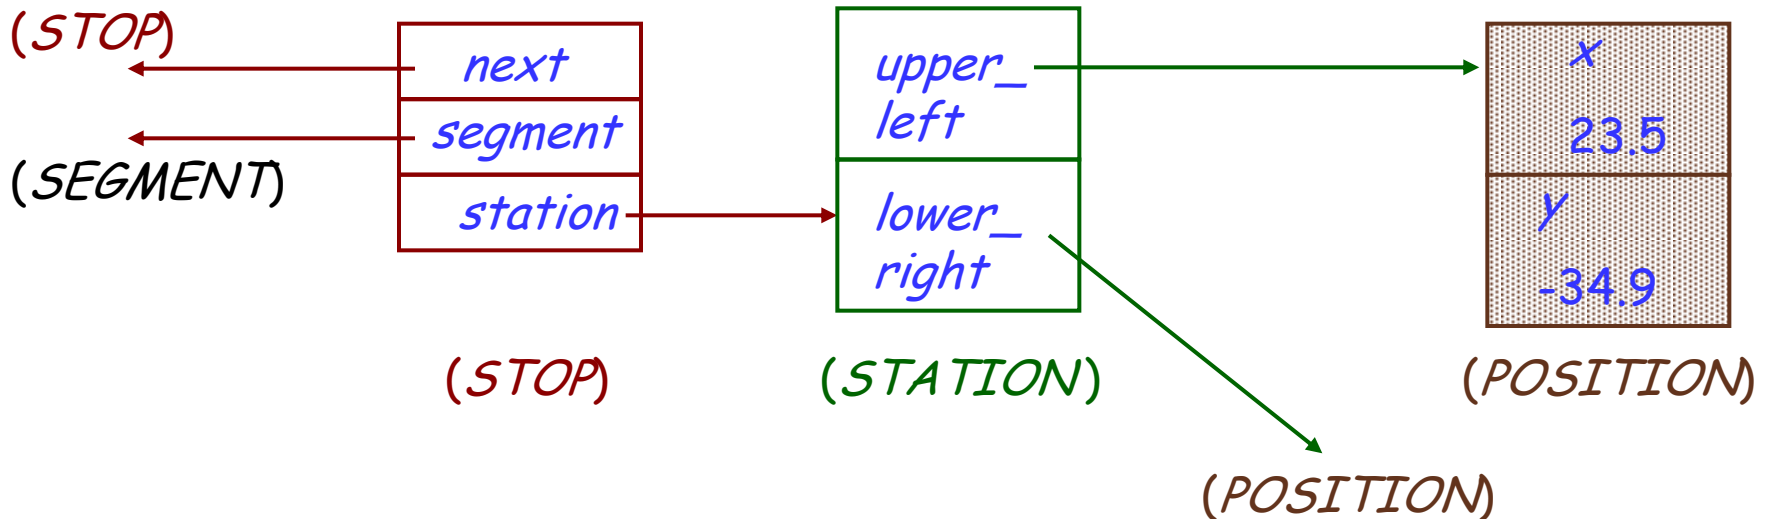 (STOP)
next
segment
(SEGMENT)
station
(STOP)
upper_
left
lower_
right
(STATION)
x
23.5
y
-34.9
(POSITION)
(POSITION)